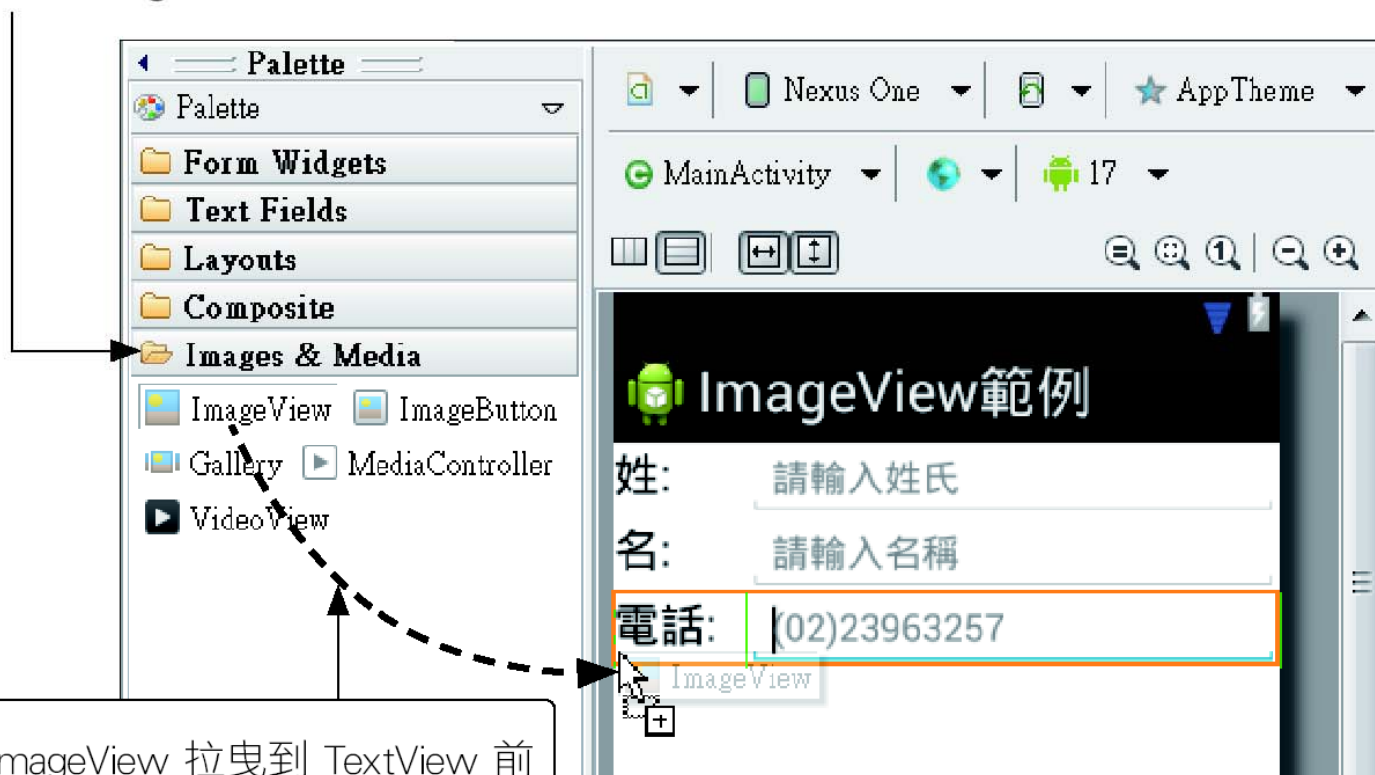 Palette
Palette
Form Widgets
Text Fields
Layouts
Composite
Images & Media
ImageView ImageButton
Gallery MediaController
VideoView
Nexus One AppTheme
MainActivity 17
ImageView範例
姓: 請輸入姓氏
名: 請輸入名稱
電話: (02)23963257
ImageView
mageView 拉曳到 TextView 前